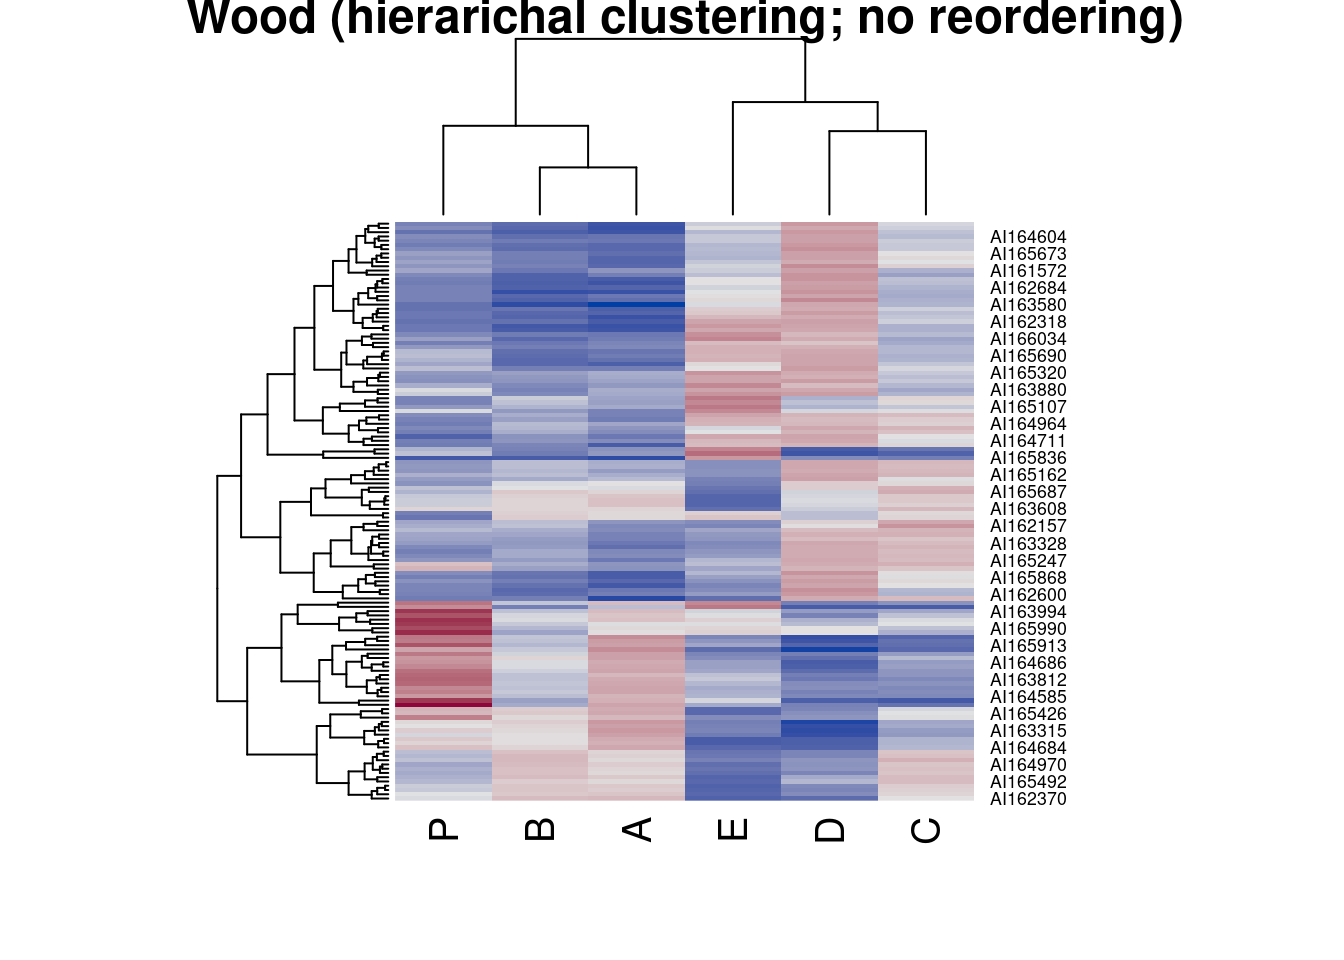 Wood (hierarichal clustering; no reordering)
AI164604
AI165673
AI161572
AI162684
AI163580
AI162318
AI166034
AI165690
AI165320
AI163880
AI165107
AI164964
AI164711
AI165836
AI165162
AI165687
AI163608
AI162157
AI163328
AI165247
AI165868
AI162600
AI163994
AI165990
AI165913
AI164686
AI163812
AI164585
AI165426
AI163315
AI164684
AI164970
AI165492
AI162370
P B A E D C